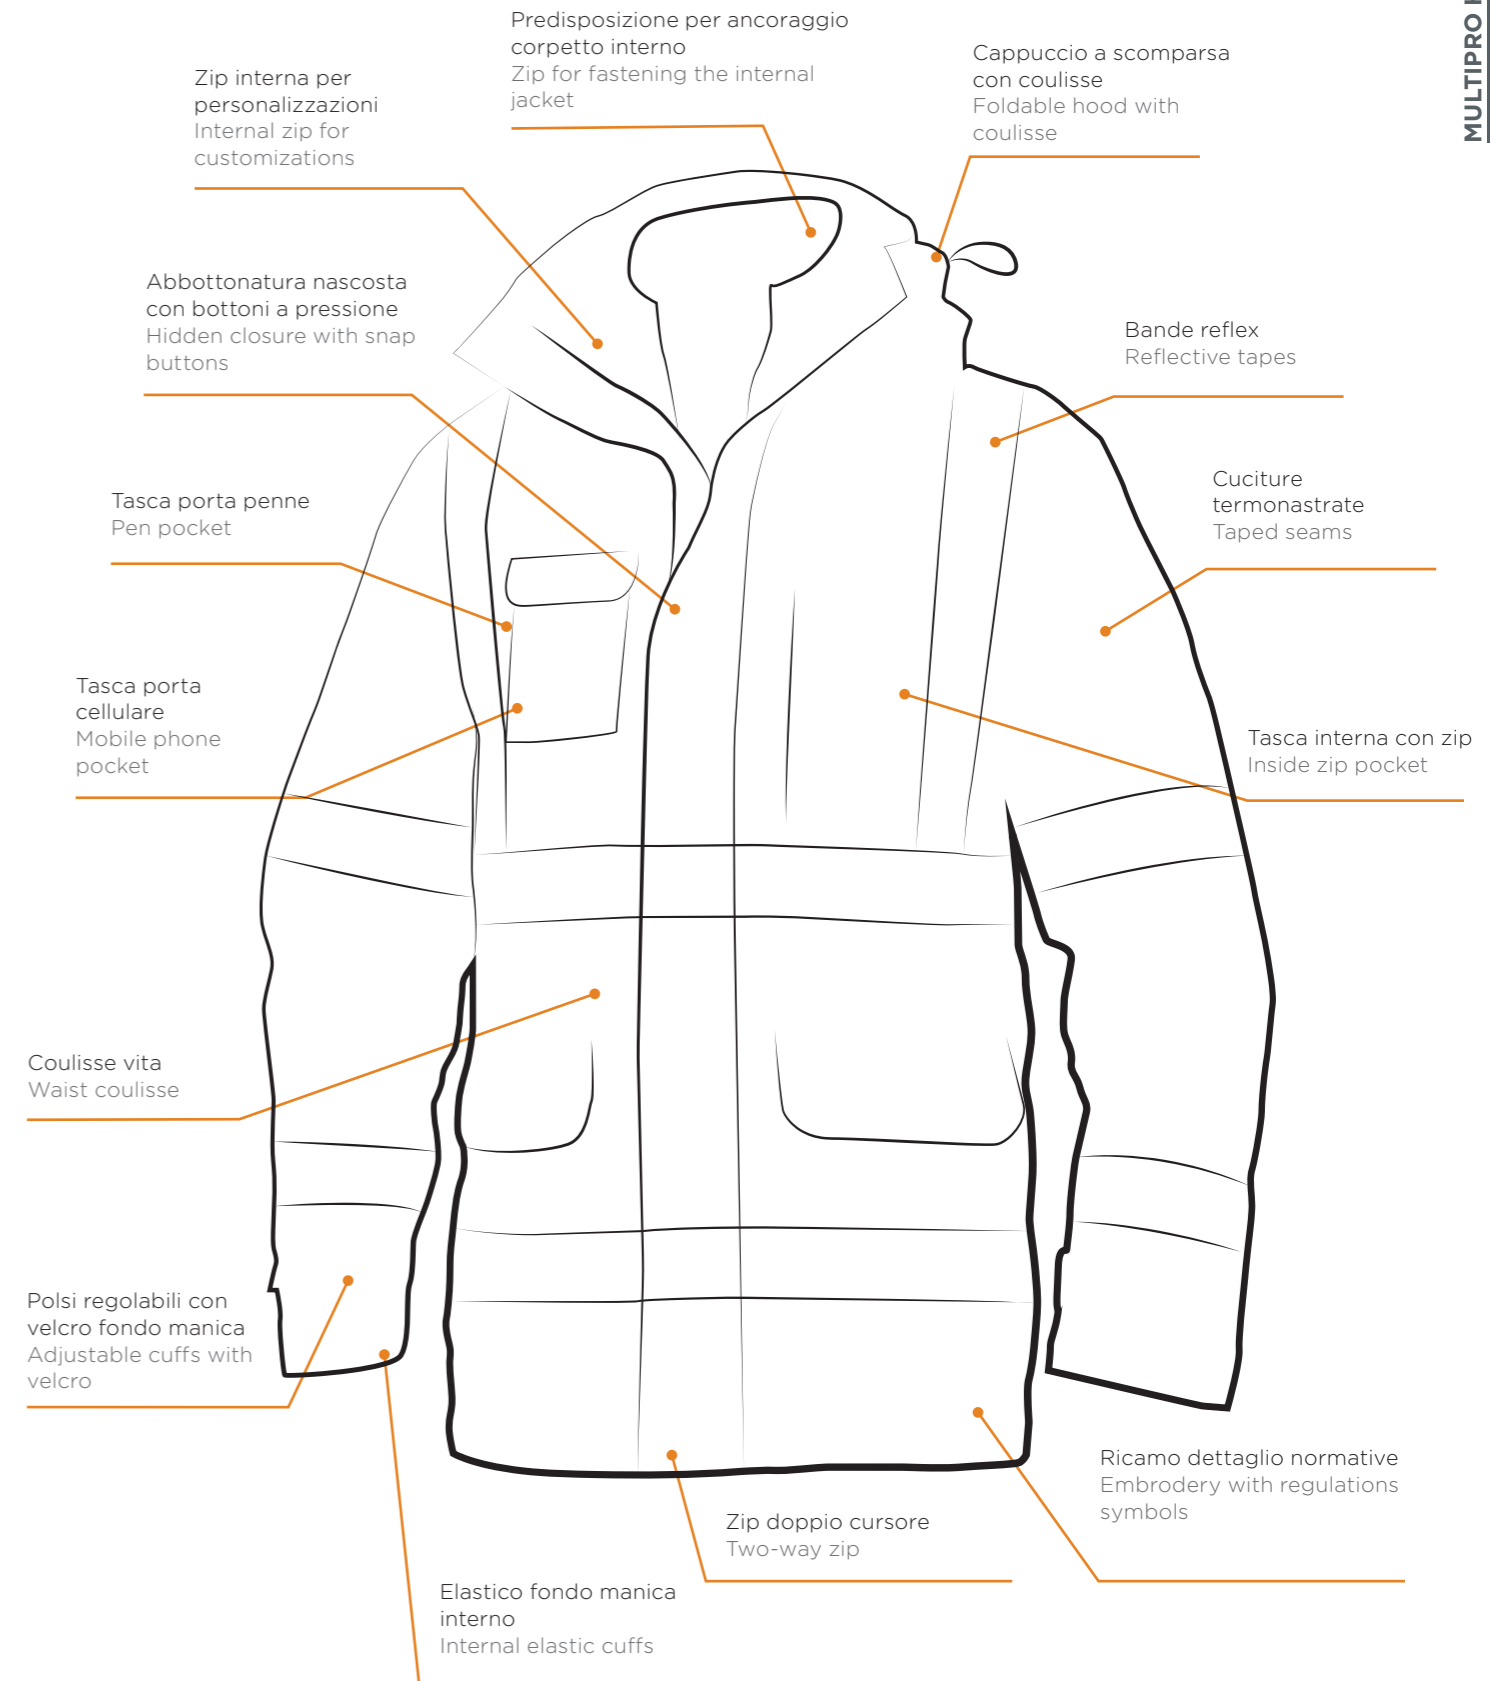 Predisposizione per ancoraggio
corpetto interno
Zip for fastening the internal
jacket
Cappuccio a scomparsa
con coulisse
Foldable hood with
coulisse
MULTIPRO
Zip interna per
personalizzazioni
Internal zip for
customizations
Abbottonatura nascosta
con bottoni a pressione
Hidden closure with snap
buttons
Bande reflex
Reflective tapes
Tasca porta penne
Pen pocket
Cuciture
termonastrate
Taped seams
Tasca porta
cellulare
Mobile phone
pocket
Tasca interna con zip
Inside zip pocket
Coulisse vita
Waist coulisse
Polsi regolabili con
velcro fondo manica
Adjustable cuffs with
velcro
Ricamo dettaglio normative
Embrodery with regulations
symbols
Zip doppio cursore
Two-way zip
Elastico fondo manica
interno
Internal elastic cuffs